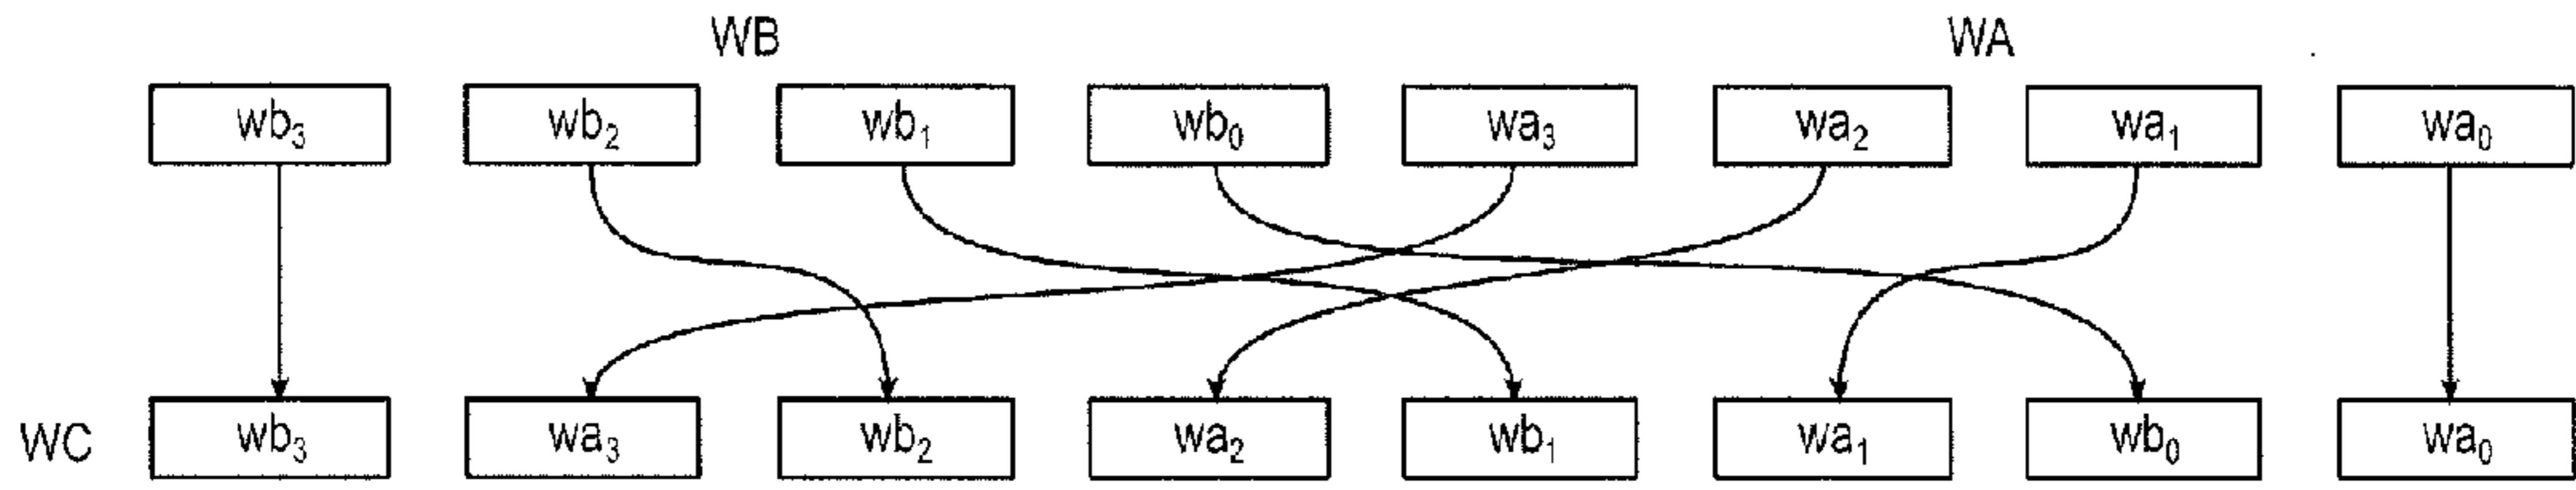 WB WA
wb₃ wb₂ wb₁ wb₀ wa₃ wa₂ wa₁ wa₀
WC wb₃ wa₃ wb₂ wa₂ wb₁ wa₁ wb₀ wa₀